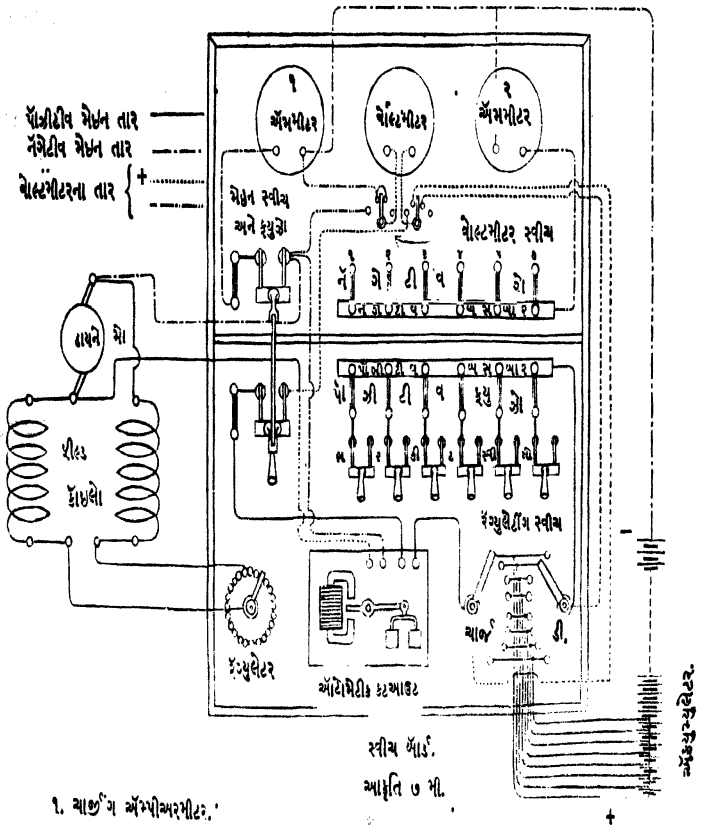 ૧
ઍમમીટર
વોલ્ટમીટર
૨
ઍમમીટર
પૉઝીટીવ મેઇન તાર
નૅગેટીવ મેઇન તાર
વોલ્ટમીટરના તાર { +
-
મેઇન સ્વીચ
અને ફ્યુઝો
વોલ્ટમીટર સ્વીચ
નૅ ગે ટી વ ઝો
ન ગે ટી વ બ સ બા ર
ડાયને મો
પૉ ઝી ટી વ બ સ બા ર
પૉ ઝી ટી વ ફ્યુ ઝો
ફીલ્ડ
કૉઇલો
રૅગ્યુલેટીંગ સ્વીચ
-
ચાર્જ
ડી.
રૅગ્યુલેટર
ઑટોમેટીક કટઆઉટ
ઍક્યુમ્યુલેટર.
સ્વીચ બૉર્ડ.
આકૃતિ ૭ મી.
+
૧. ચાર્જીંગ ઍમ્પીઅરમીટર.